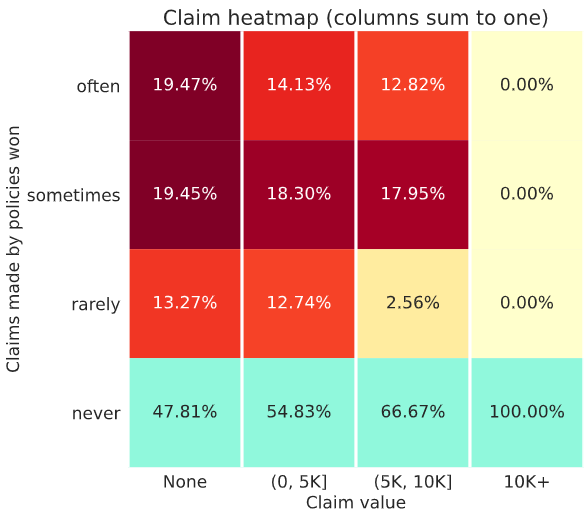 Claim heatmap (columns sum to one)
Claims made by policies won
often 19.47% 14.13% 12.82% 0.00%
sometimes 19.45% 18.30% 17.95% 0.00%
rarely 13.27% 12.74% 2.56% 0.00%
never 47.81% 54.83% 66.67% 100.00%
None (0, 5K] (5K, 10K] 10K+
Claim value